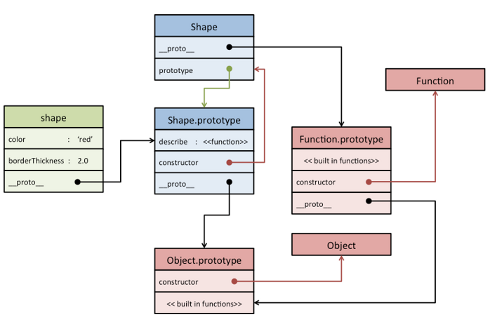 Shape
__proto__
prototype
Function
shape
color : 'red'
borderThickness : 2.0
__proto__
Shape.prototype
describe : <<function>>
constructor
__proto__
Function.prototype
<< built in functions>>
constructor
__proto__
Object
Object.prototype
constructor
<< built in functions>>